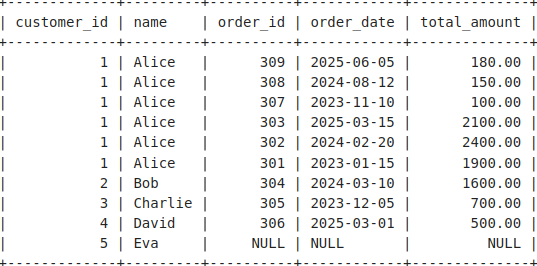 +-------------+---------+----------+------------+--------------+
| customer_id | name    | order_id | order_date | total_amount |
+-------------+---------+----------+------------+--------------+
|           1 | Alice   |      309 | 2025-06-05 |       180.00 |
|           1 | Alice   |      308 | 2024-08-12 |       150.00 |
|           1 | Alice   |      307 | 2023-11-10 |       100.00 |
|           1 | Alice   |      303 | 2025-03-15 |      2100.00 |
|           1 | Alice   |      302 | 2024-02-20 |      2400.00 |
|           1 | Alice   |      301 | 2023-01-15 |      1900.00 |
|           2 | Bob     |      304 | 2024-03-10 |      1600.00 |
|           3 | Charlie |      305 | 2023-12-05 |       700.00 |
|           4 | David   |      306 | 2025-03-01 |       500.00 |
|           5 | Eva     |     NULL | NULL       |         NULL |
+-------------+---------+----------+------------+--------------+